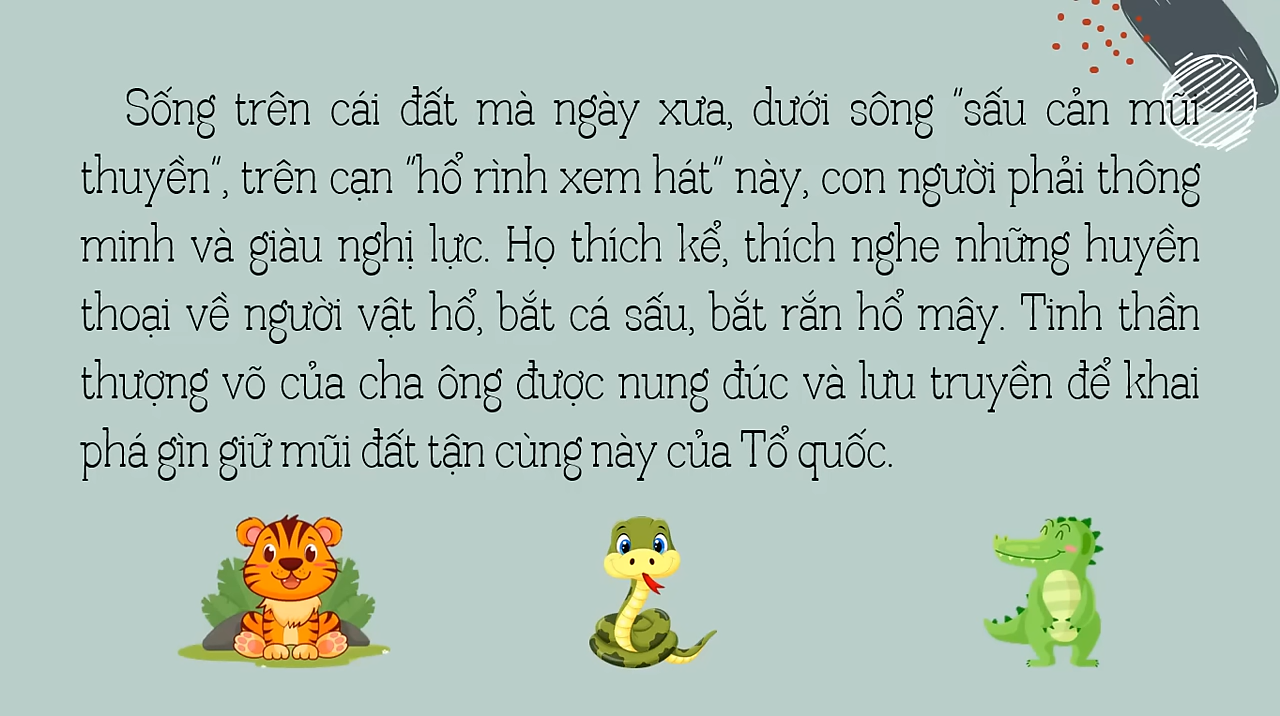 Sống trên cái đất mà ngày xưa, dưới sông "sấu cản mũi
thuyền", trên cạn "hổ rình xem hát" này, con người phải thông
minh và giàu nghị lực. Họ thích kể, thích nghe những huyền
thoại về người vật hổ, bắt cá sấu, bắt rắn hổ mây. Tinh thần
thượng võ của cha ông được nung đúc và lưu truyền để khai
phá gìn giữ mũi đất tận cùng này của Tổ quốc.